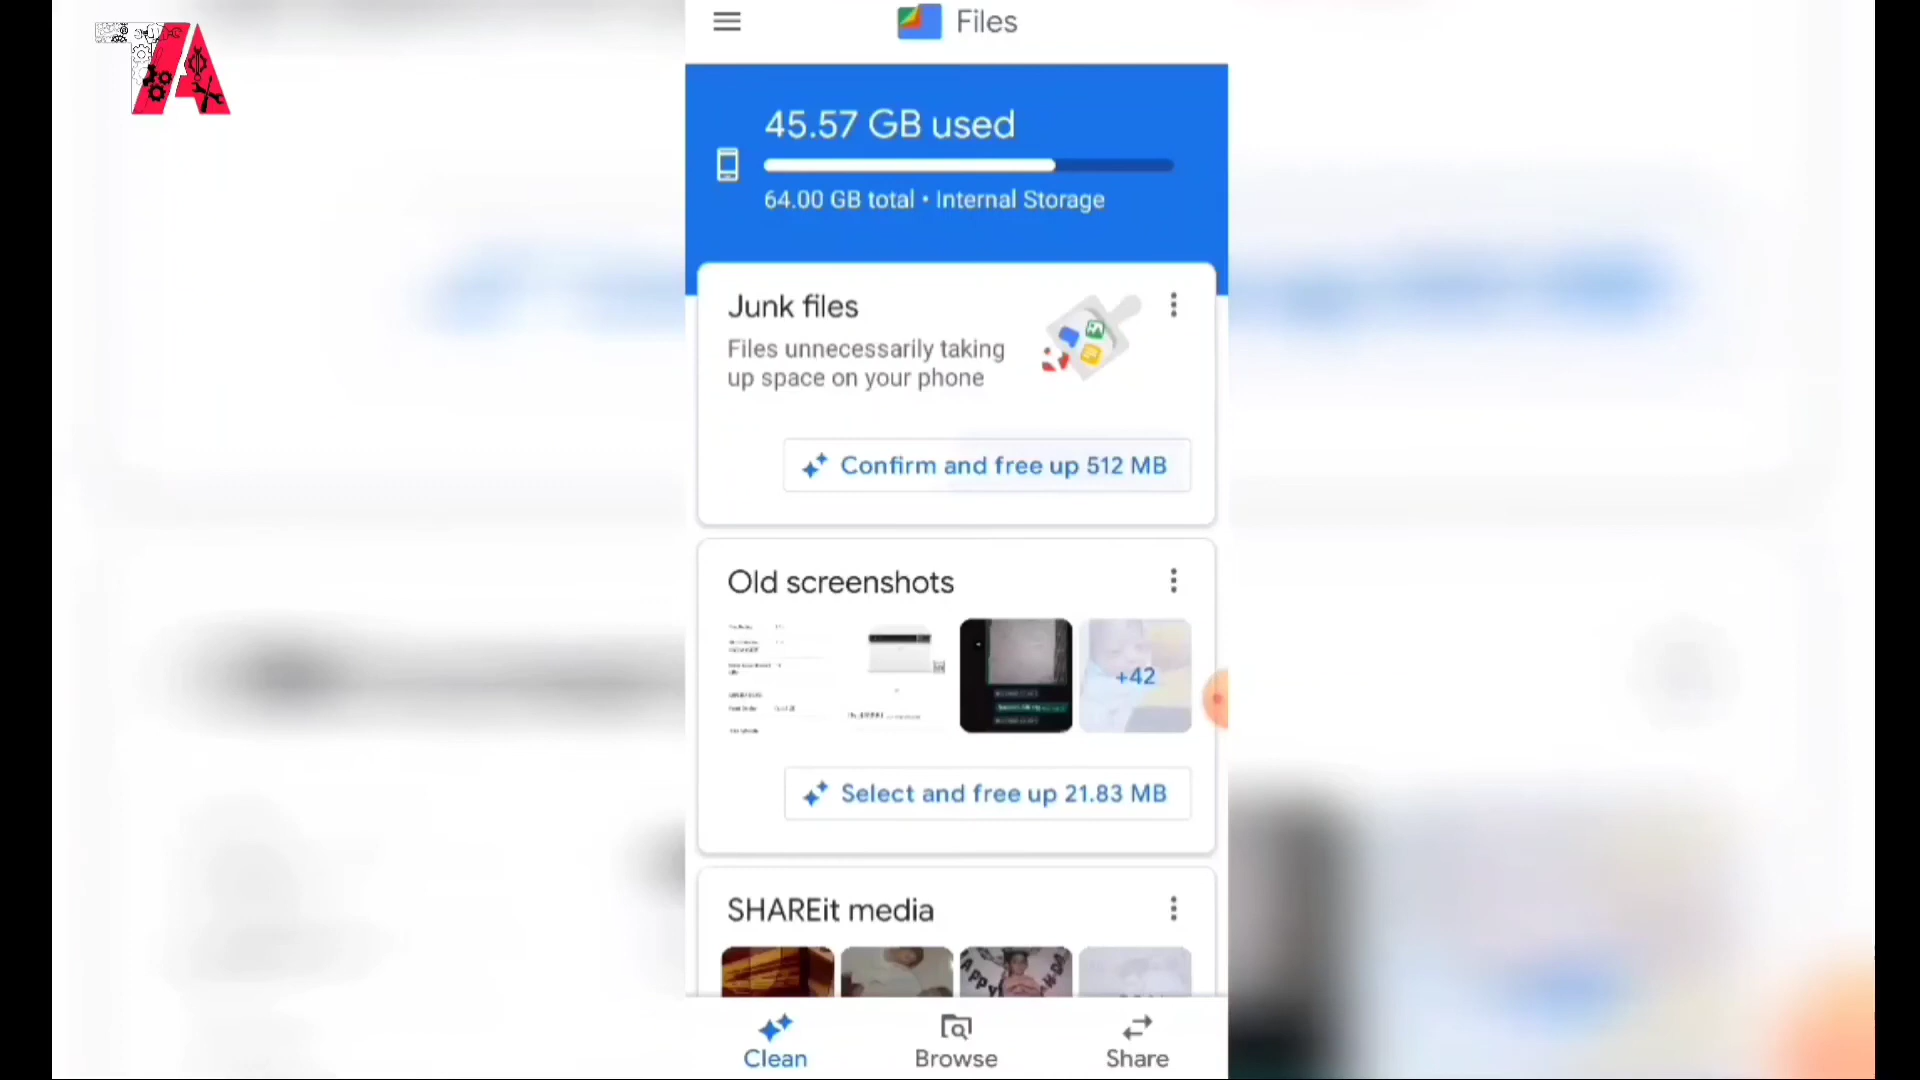 Files
45.57 GB used
64.00 GB total • Internal Storage
Junk files
Files unnecessarily taking
up space on your phone
Confirm and free up 512 MB
Old screenshots
+42
Select and free up 21.83 MB
SHAREit media
Clean
Browse
Share